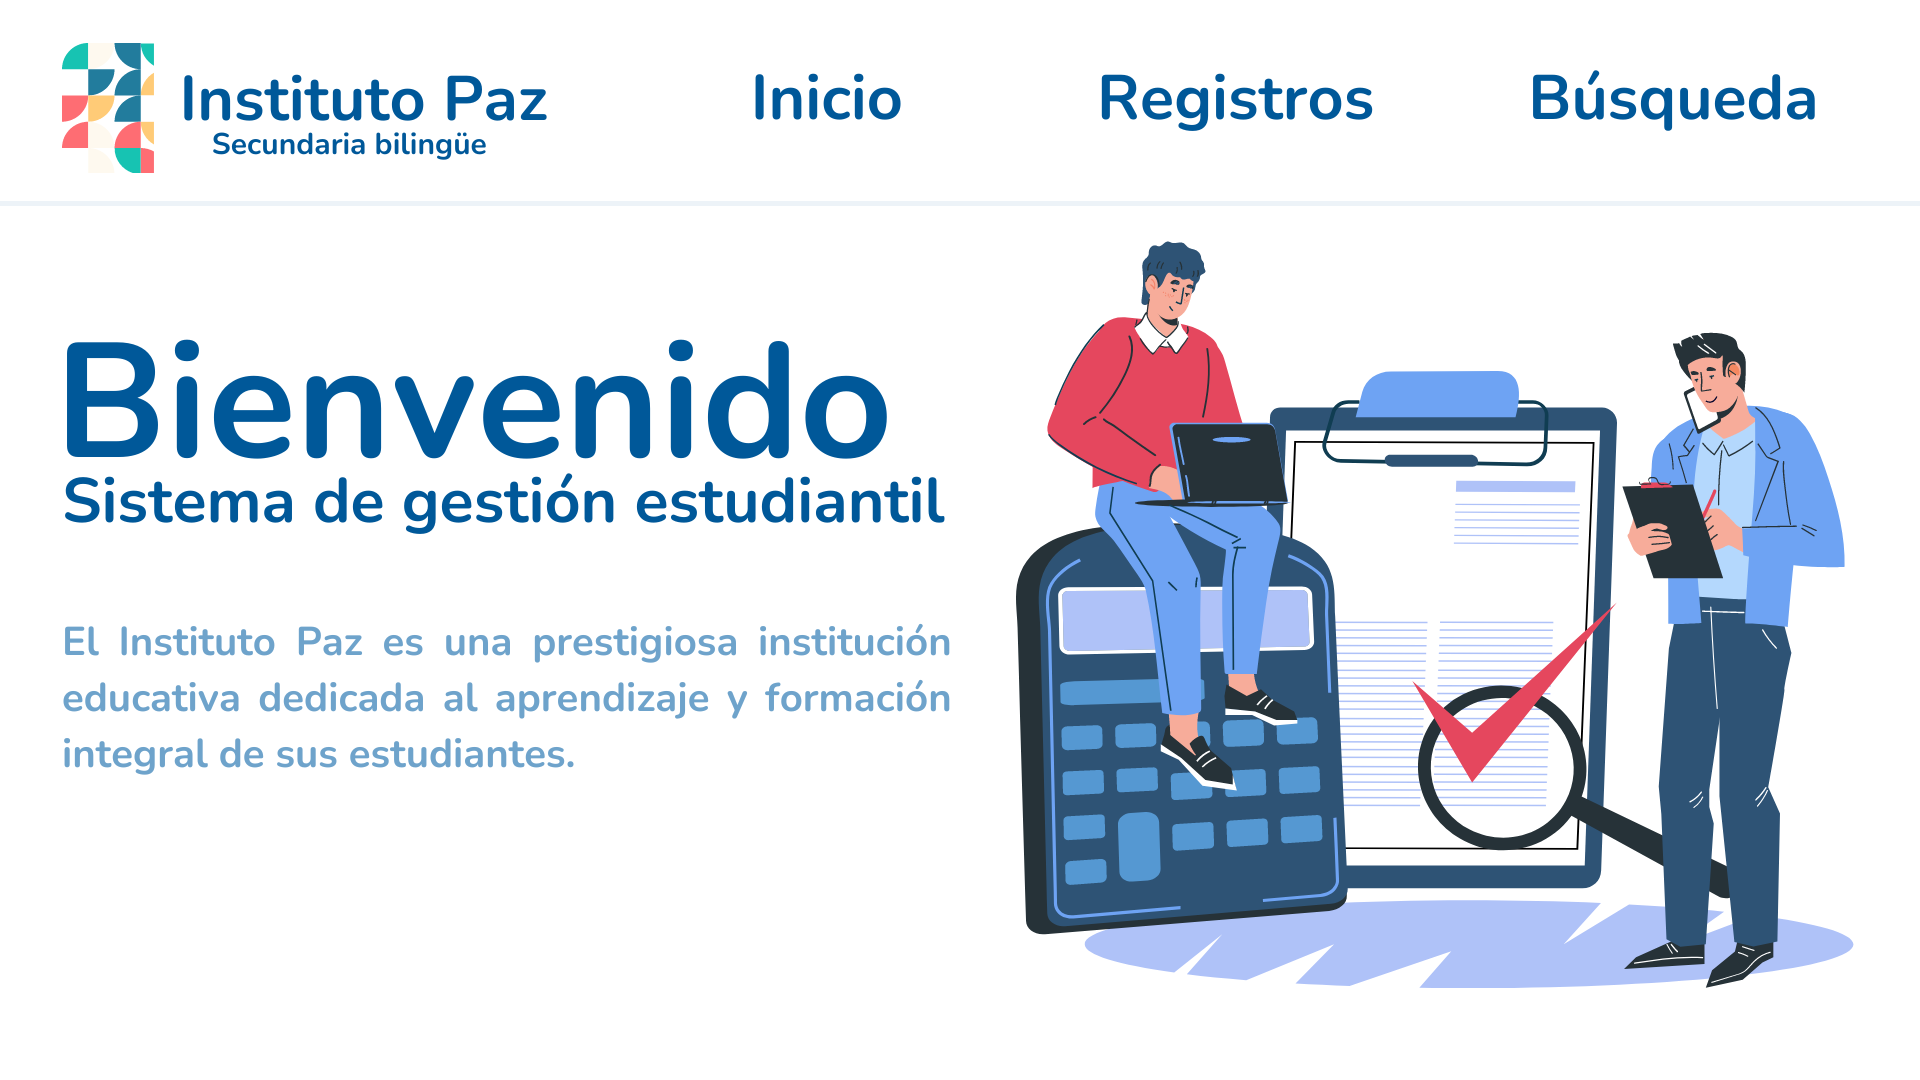 Instituto Paz
Secundaria bilingüe
Inicio
Registros
Búsqueda
Bienvenido
Sistema de gestión estudiantil
El Instituto Paz es una prestigiosa institución
educativa dedicada al aprendizaje y formación
integral de sus estudiantes.